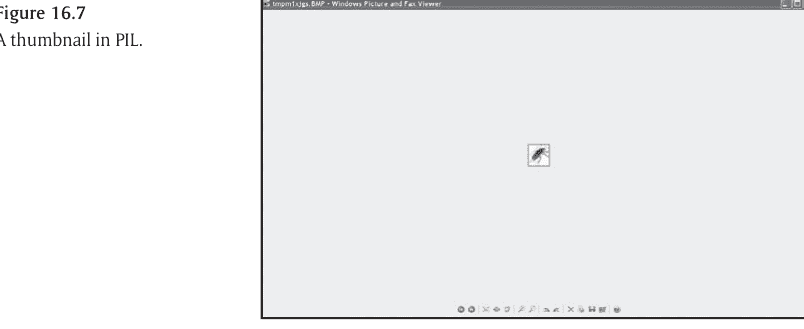 Figure 16.7
A thumbnail in PIL.
tmpm1xjgs.BMP - Windows Picture and Fax Viewer